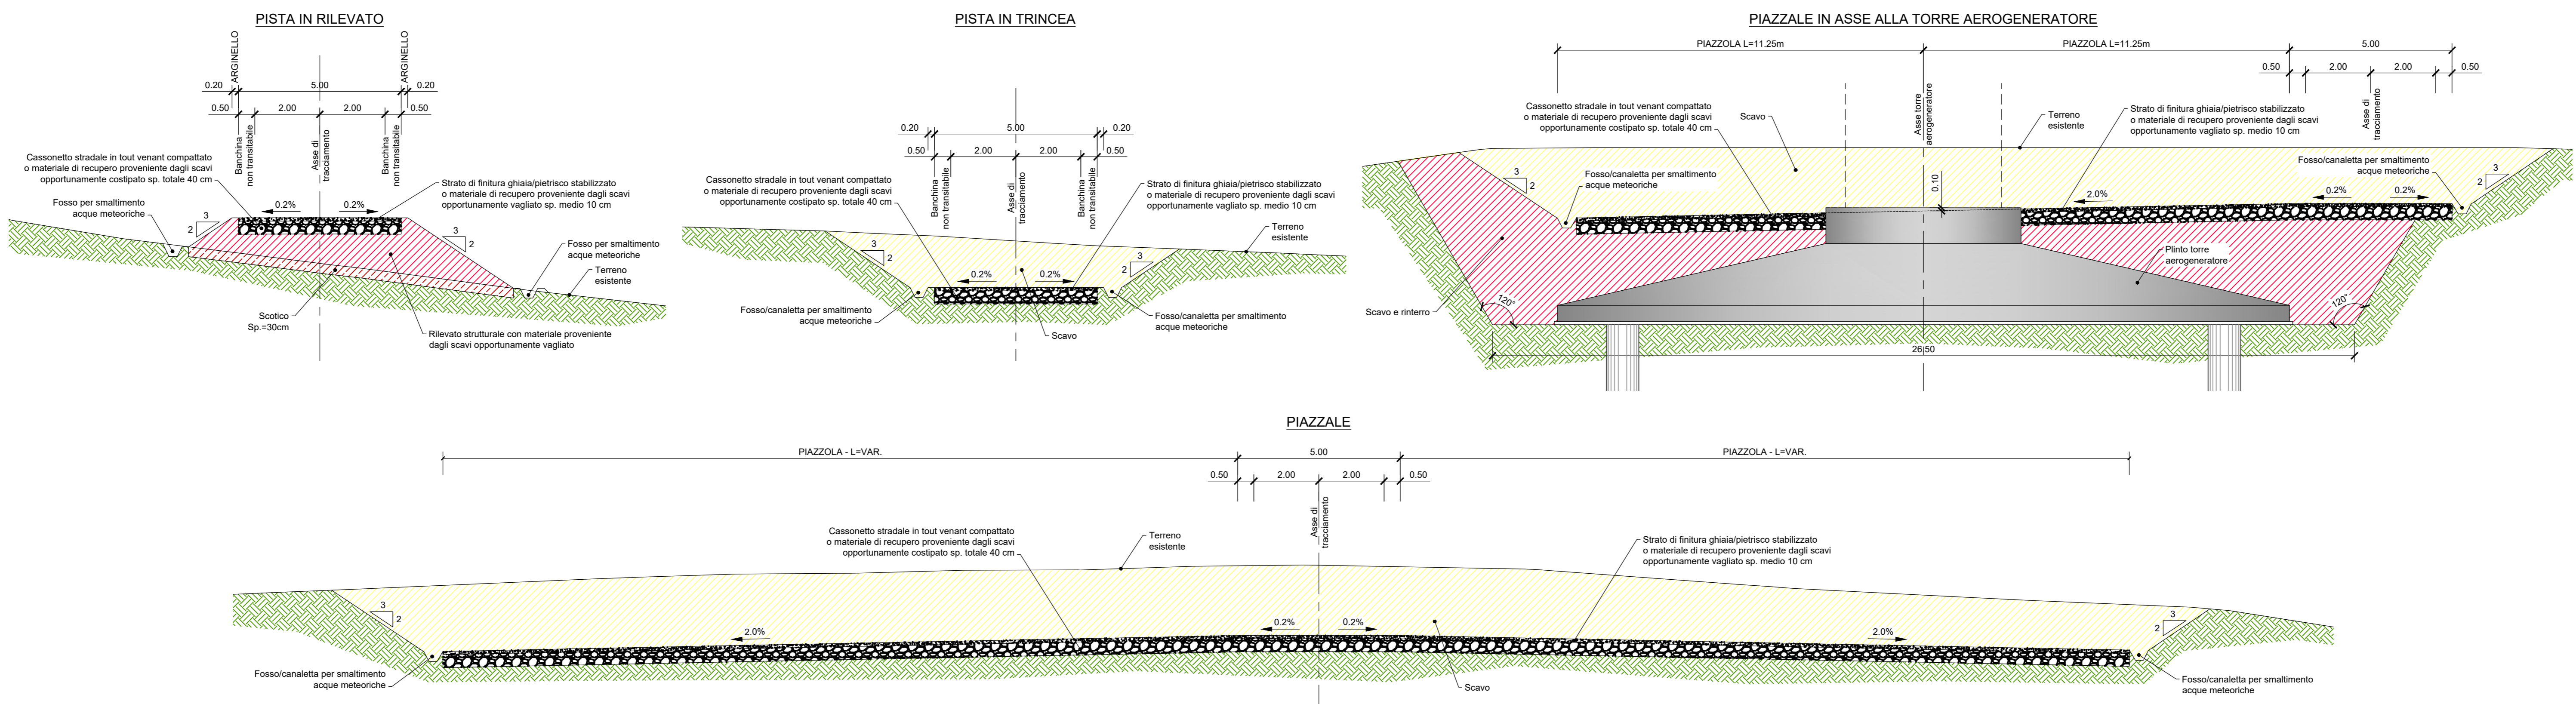 PISTA IN RILEVATO
ARGINELLO
ARGINELLO
0.20
5.00
0.20
0.50
2.00
2.00
0.50
Banchina
non transitabile
Asse di
tracciamento
Banchina
non transitabile
Cassonetto stradale in tout venant compattato
o materiale di recupero proveniente dagli scavi
opportunamente costipato sp. totale 40 cm
Strato di finitura ghiaia/pietrisco stabilizzato
o materiale di recupero proveniente dagli scavi
opportunamente vagliato sp. medio 10 cm
Fosso per smaltimento
acque meteoriche
3
2
0.2%
0.2%
3
2
Fosso per smaltimento
acque meteoriche
Terreno
esistente
Scotico
Sp.=30cm
Rilevato strutturale con materiale proveniente
dagli scavi opportunamente vagliato
PISTA IN TRINCEA
0.20
5.00
0.20
0.50
2.00
2.00
0.50
Banchina
non transitabile
Asse di
tracciamento
Banchina
non transitabile
Cassonetto stradale in tout venant compattato
o materiale di recupero proveniente dagli scavi
opportunamente costipato sp. totale 40 cm
Strato di finitura ghiaia/pietrisco stabilizzato
o materiale di recupero proveniente dagli scavi
opportunamente vagliato sp. medio 10 cm
Terreno
esistente
3
2
0.2%
0.2%
3
2
Fosso/canaletta per smaltimento
acque meteoriche
Fosso/canaletta per smaltimento
acque meteoriche
Scavo
PIAZZALE IN ASSE ALLA TORRE AEROGENERATORE
PIAZZOLA L=11.25m
PIAZZOLA L=11.25m
5.00
0.50
2.00
2.00
0.50
Asse torre
aerogeneratore
Asse di
tracciamento
Cassonetto stradale in tout venant compattato
o materiale di recupero proveniente dagli scavi
opportunamente costipato sp. totale 40 cm
Scavo
Terreno
esistente
Strato di finitura ghiaia/pietrisco stabilizzato
o materiale di recupero proveniente dagli scavi
opportunamente vagliato sp. medio 10 cm
Fosso/canaletta per smaltimento
acque meteoriche
Fosso/canaletta per smaltimento
acque meteoriche
3
2
0.10
2.0%
0.2%
0.2%
3
2
Plinto torre
aerogeneratore
120°
120°
Scavo e rinterro
26.50
PIAZZALE
PIAZZOLA - L=VAR.
5.00
PIAZZOLA - L=VAR.
0.50
2.00
2.00
0.50
Asse di
tracciamento
Cassonetto stradale in tout venant compattato
o materiale di recupero proveniente dagli scavi
opportunamente costipato sp. totale 40 cm
Terreno
esistente
Strato di finitura ghiaia/pietrisco stabilizzato
o materiale di recupero proveniente dagli scavi
opportunamente vagliato sp. medio 10 cm
3
2
2.0%
0.2%
0.2%
2.0%
3
2
Fosso/canaletta per smaltimento
acque meteoriche
Scavo
Fosso/canaletta per smaltimento
acque meteoriche